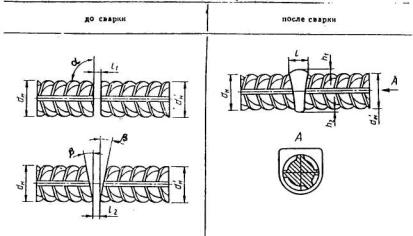 до сварки
после сварки
α
l₁
dн
d'н
β
β
dн
d'н
l₂
l
h₁
dн
h₂
d'н
A
A